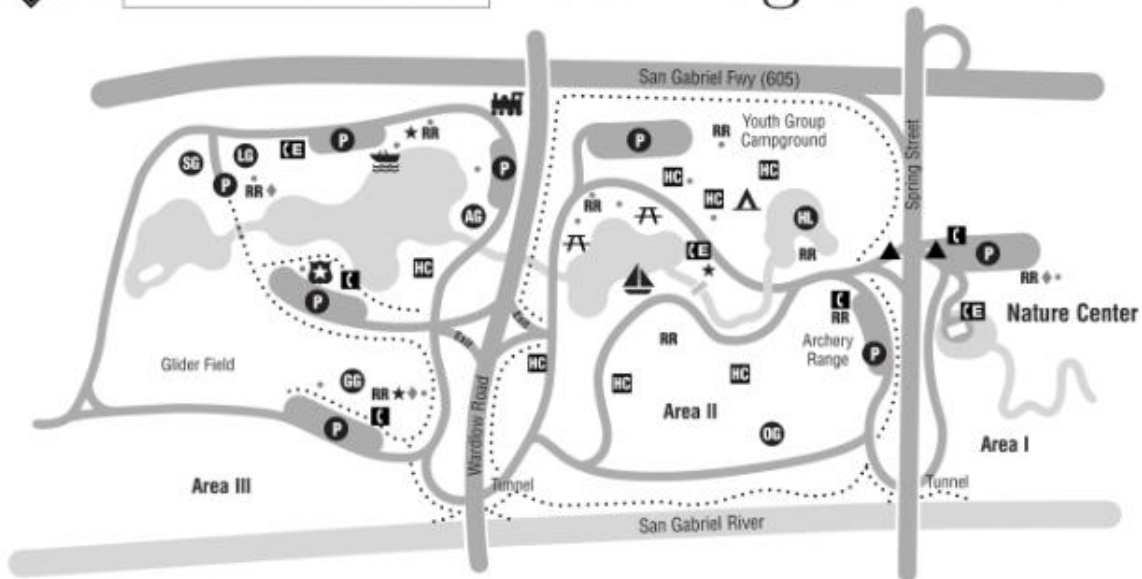 San Gabriel Fwy (605)
RR
Youth Group
Campground
RR
P
P
P
P
SG
LG
E
RR
HC
HC
HC
Spring Street
RR
AG
HL
E
RR
P
RR
HC
P
E
Nature Center
RR
Archery
Range
P
Exit
Exit
HC
RR
HC
HC
Glider Field
GG
RR
P
Area II
OG
Wardlow Road
Area I
Area III
Tunnel
Tunnel
San Gabriel River